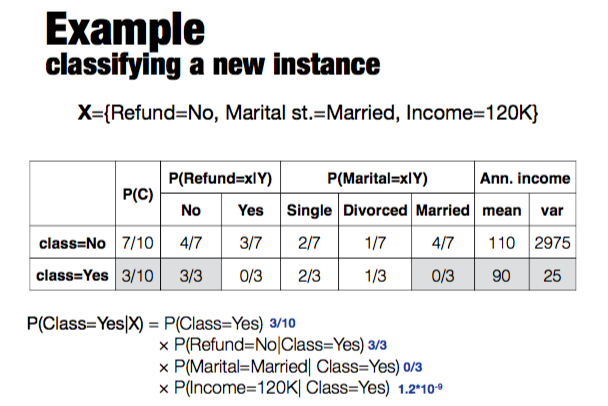 Example
classifying a new instance
X={Refund=No, Marital st.=Married, Income=120K}
P(C) P(Refund=x|Y) P(Marital=x|Y) Ann. income
No Yes Single Divorced Married mean var
class=No 7/10 4/7 3/7 2/7 1/7 4/7 110 2975
class=Yes 3/10 3/3 0/3 2/3 1/3 0/3 90 25
P(Class=Yes|X) = P(Class=Yes) 3/10
× P(Refund=No|Class=Yes) 3/3
× P(Marital=Married| Class=Yes) 0/3
× P(Income=120K| Class=Yes) 1.2*10⁻⁹